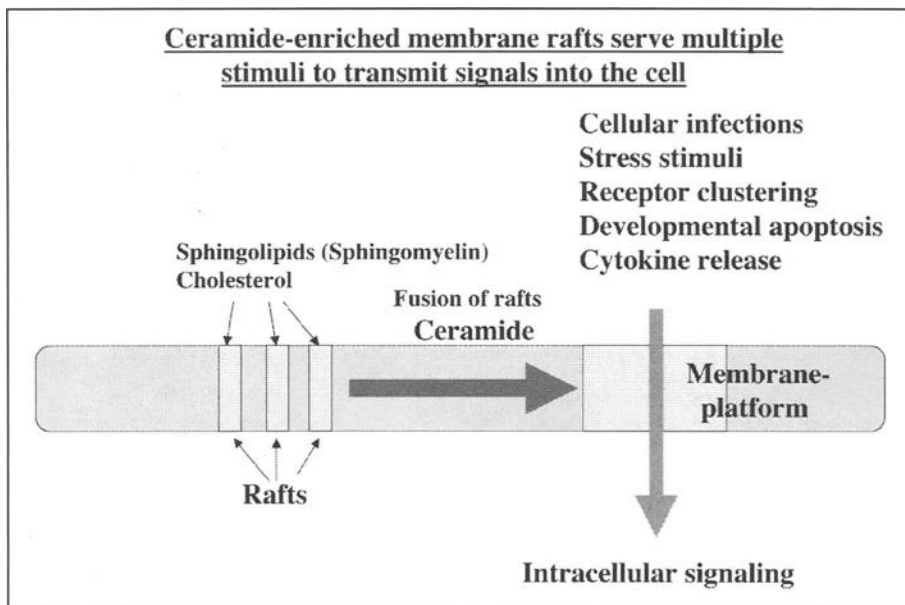 Ceramide-enriched membrane rafts serve multiple
stimuli to transmit signals into the cell
Cellular infections
Stress stimuli
Receptor clustering
Developmental apoptosis
Cytokine release
Sphingolipids (Sphingomyelin)
Cholesterol
Fusion of rafts
Ceramide
Membrane-
platform
Rafts
Intracellular signaling